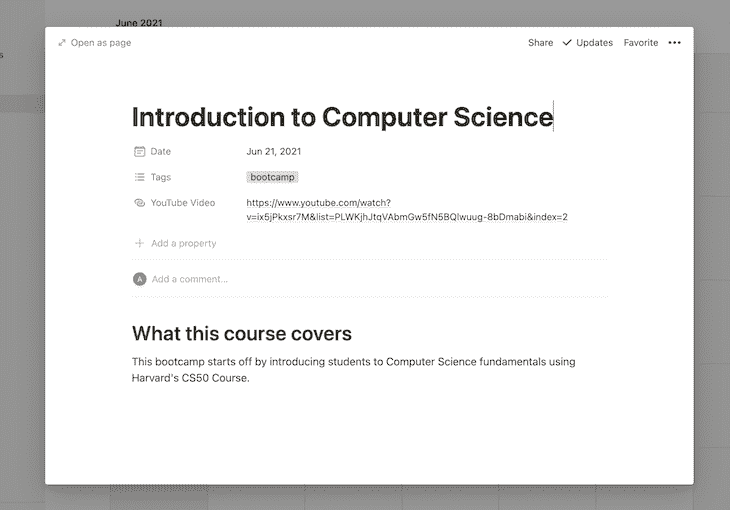 June 2021
s
Open as page
Share Updates Favorite •••
Introduction to Computer Science
Date Jun 21, 2021
Tags bootcamp
YouTube Video https://www.youtube.com/watch?
v=ix5jPkxsr7M&list=PLWKjhJtqVAbmGw5fN5BQlwuug-8bDmabi&index=2
Add a property
A Add a comment...
What this course covers
This bootcamp starts off by introducing students to Computer Science fundamentals using
Harvard's CS50 Course.